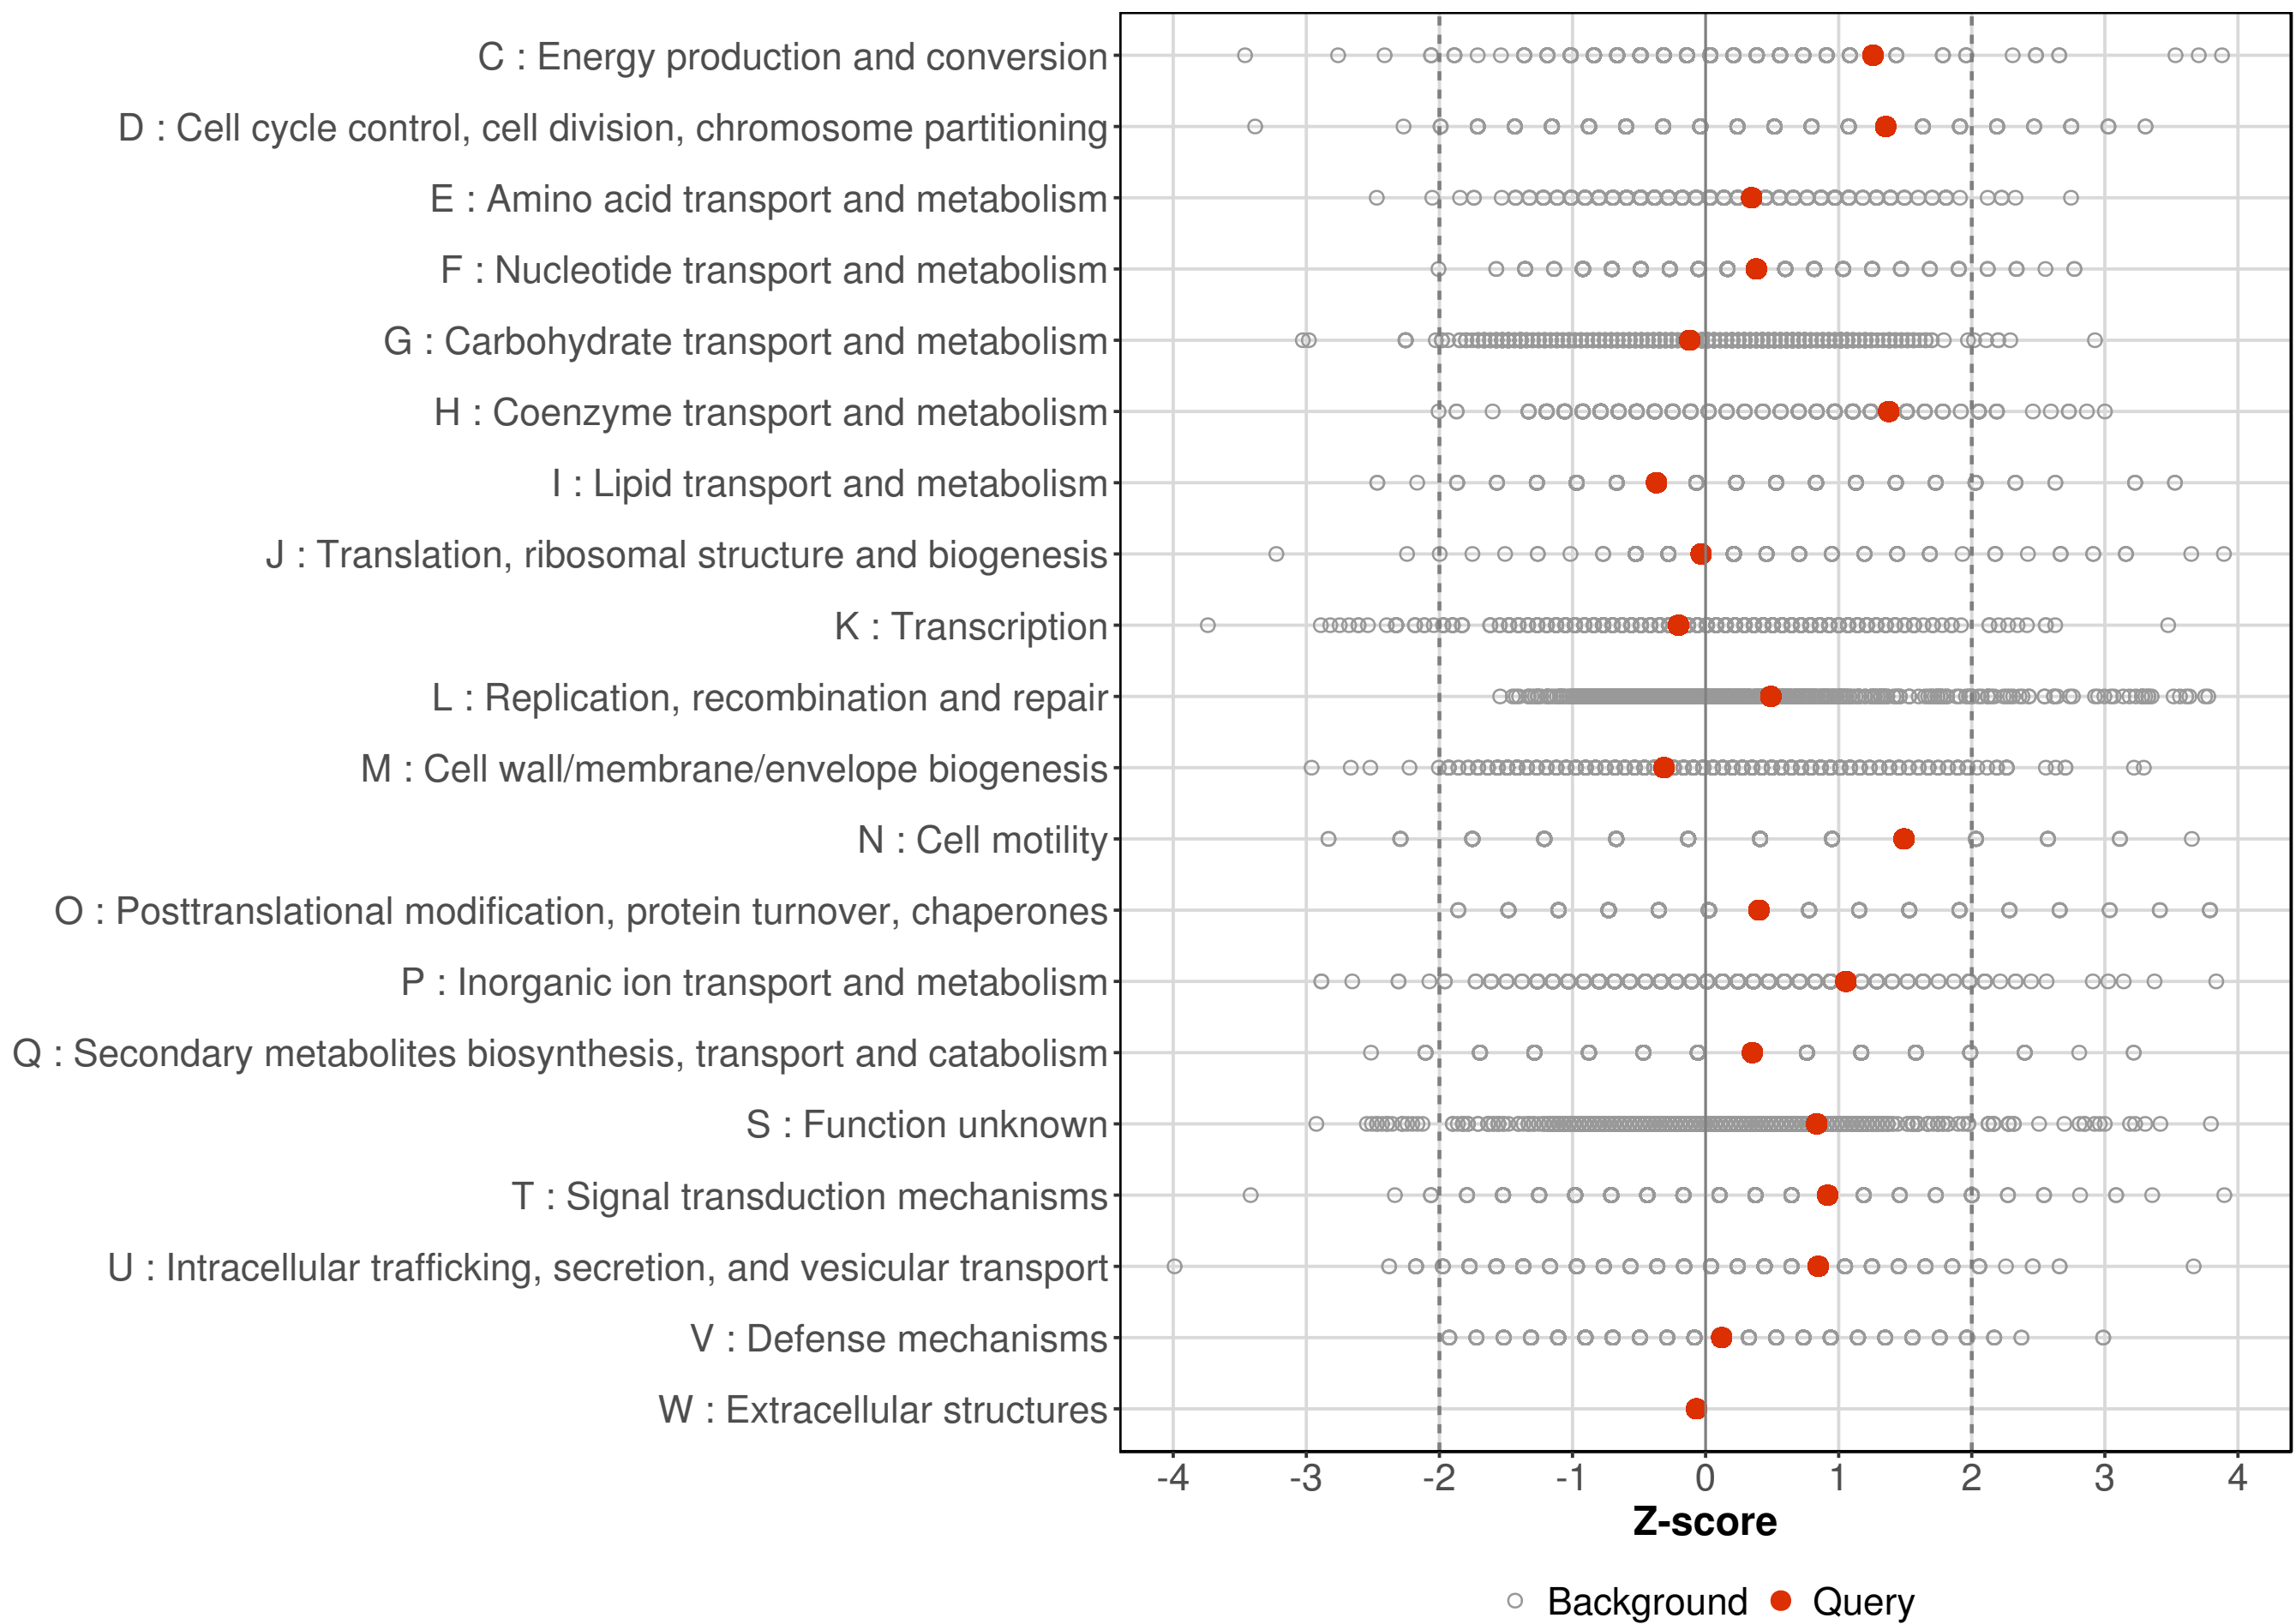 C : Energy production and conversion
D : Cell cycle control, cell division, chromosome partitioning
E : Amino acid transport and metabolism
F : Nucleotide transport and metabolism
G : Carbohydrate transport and metabolism
H : Coenzyme transport and metabolism
I : Lipid transport and metabolism
J : Translation, ribosomal structure and biogenesis
K : Transcription
L : Replication, recombination and repair
M : Cell wall/membrane/envelope biogenesis
N : Cell motility
O : Posttranslational modification, protein turnover, chaperones
P : Inorganic ion transport and metabolism
Q : Secondary metabolites biosynthesis, transport and catabolism
S : Function unknown
T : Signal transduction mechanisms
U : Intracellular trafficking, secretion, and vesicular transport
V : Defense mechanisms
W : Extracellular structures
-4 -3 -2 -1 0 1 2 3 4
Z-score
Background Query